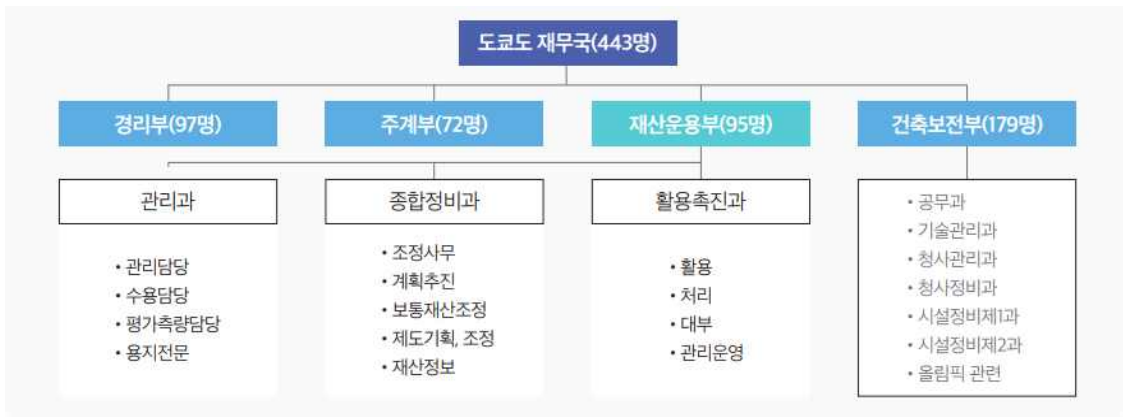 도쿄도 재무국(443명)
경리부(97명)
주계부(72명)
재산운용부(95명)
건축보전부(179명)
관리과
• 관리담당
• 수용담당
• 평가측량담당
• 용지전문
종합정비과
• 조정사무
• 계획추진
• 보통재산조정
• 제도기획, 조정
• 재산정보
활용촉진과
• 활용
• 처리
• 대부
• 관리운영
• 공무과
• 기술관리과
• 청사관리과
• 청사정비과
• 시설정비제1과
• 시설정비제2과
• 올림픽 관련